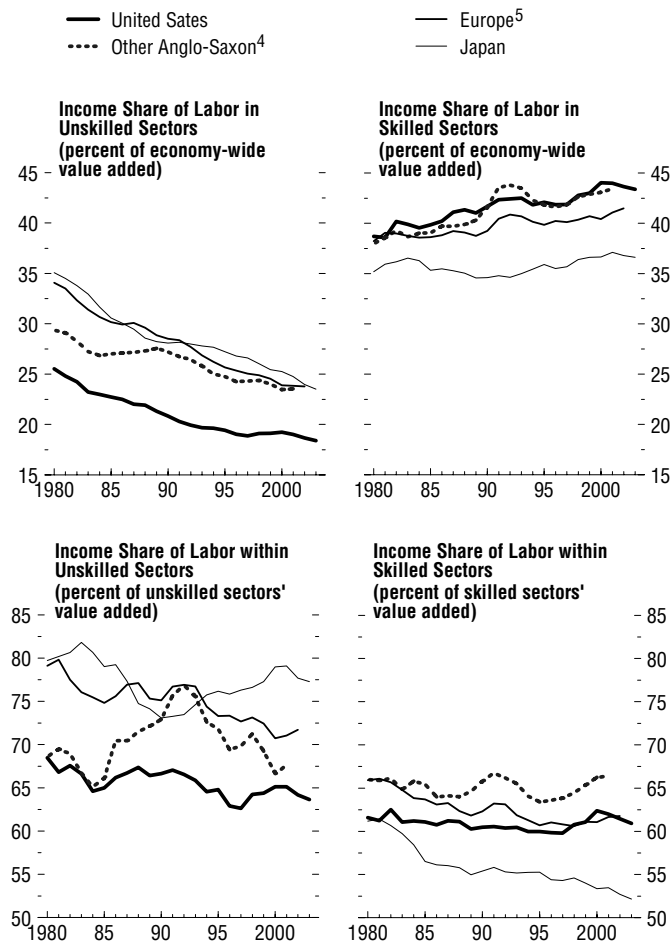 United Sates
Other Anglo-Saxon4
Europe5
Japan
Income Share of Labor in
Unskilled Sectors
(percent of economy-wide
value added)
45
40
35
30
25
20
15
1980 85 90 95 2000
Income Share of Labor in
Skilled Sectors
(percent of economy-wide
value added)
45
40
35
30
25
20
15
1980 85 90 95 2000
Income Share of Labor within
Unskilled Sectors
(percent of unskilled sectors'
value added)
85
80
75
70
65
60
55
50
1980 85 90 95 2000
Income Share of Labor within
Skilled Sectors
(percent of skilled sectors'
value added)
85
80
75
70
65
60
55
50
1980 85 90 95 2000